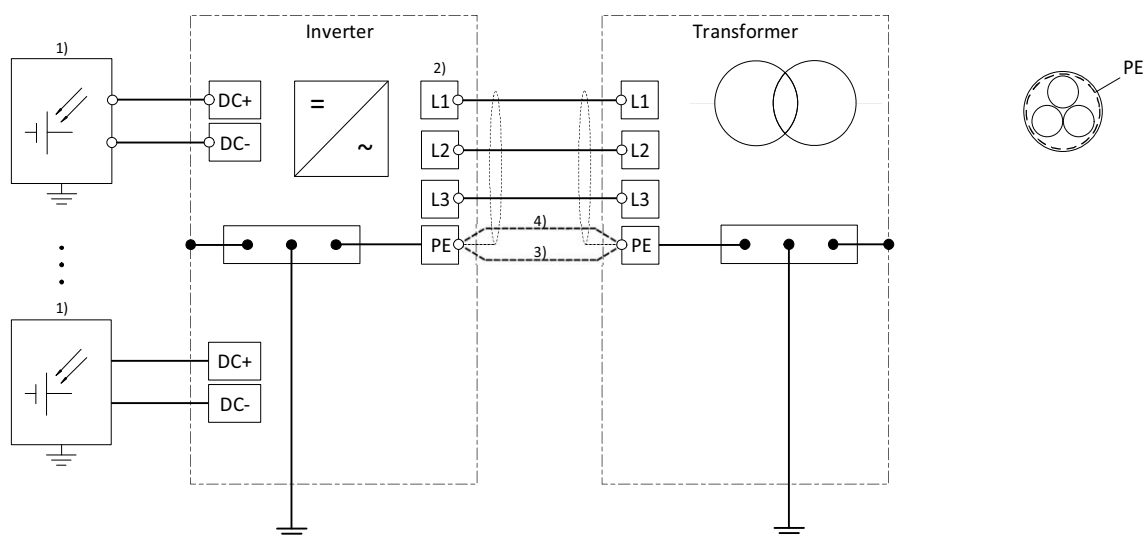 Inverter
Transformer
1)
2)
PE
DC+
L1
L1
=
DC-
~
L2
L2
L3
L3
4)
PE
PE
3)
1)
DC+
DC-